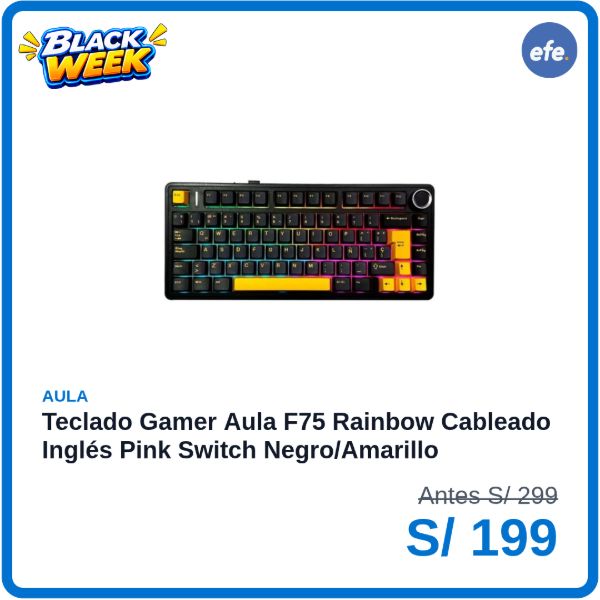 BLACK
WEEK
efe.
AULA
Teclado Gamer Aula F75 Rainbow Cableado
Inglés Pink Switch Negro/Amarillo
Antes S/ 299
S/ 199